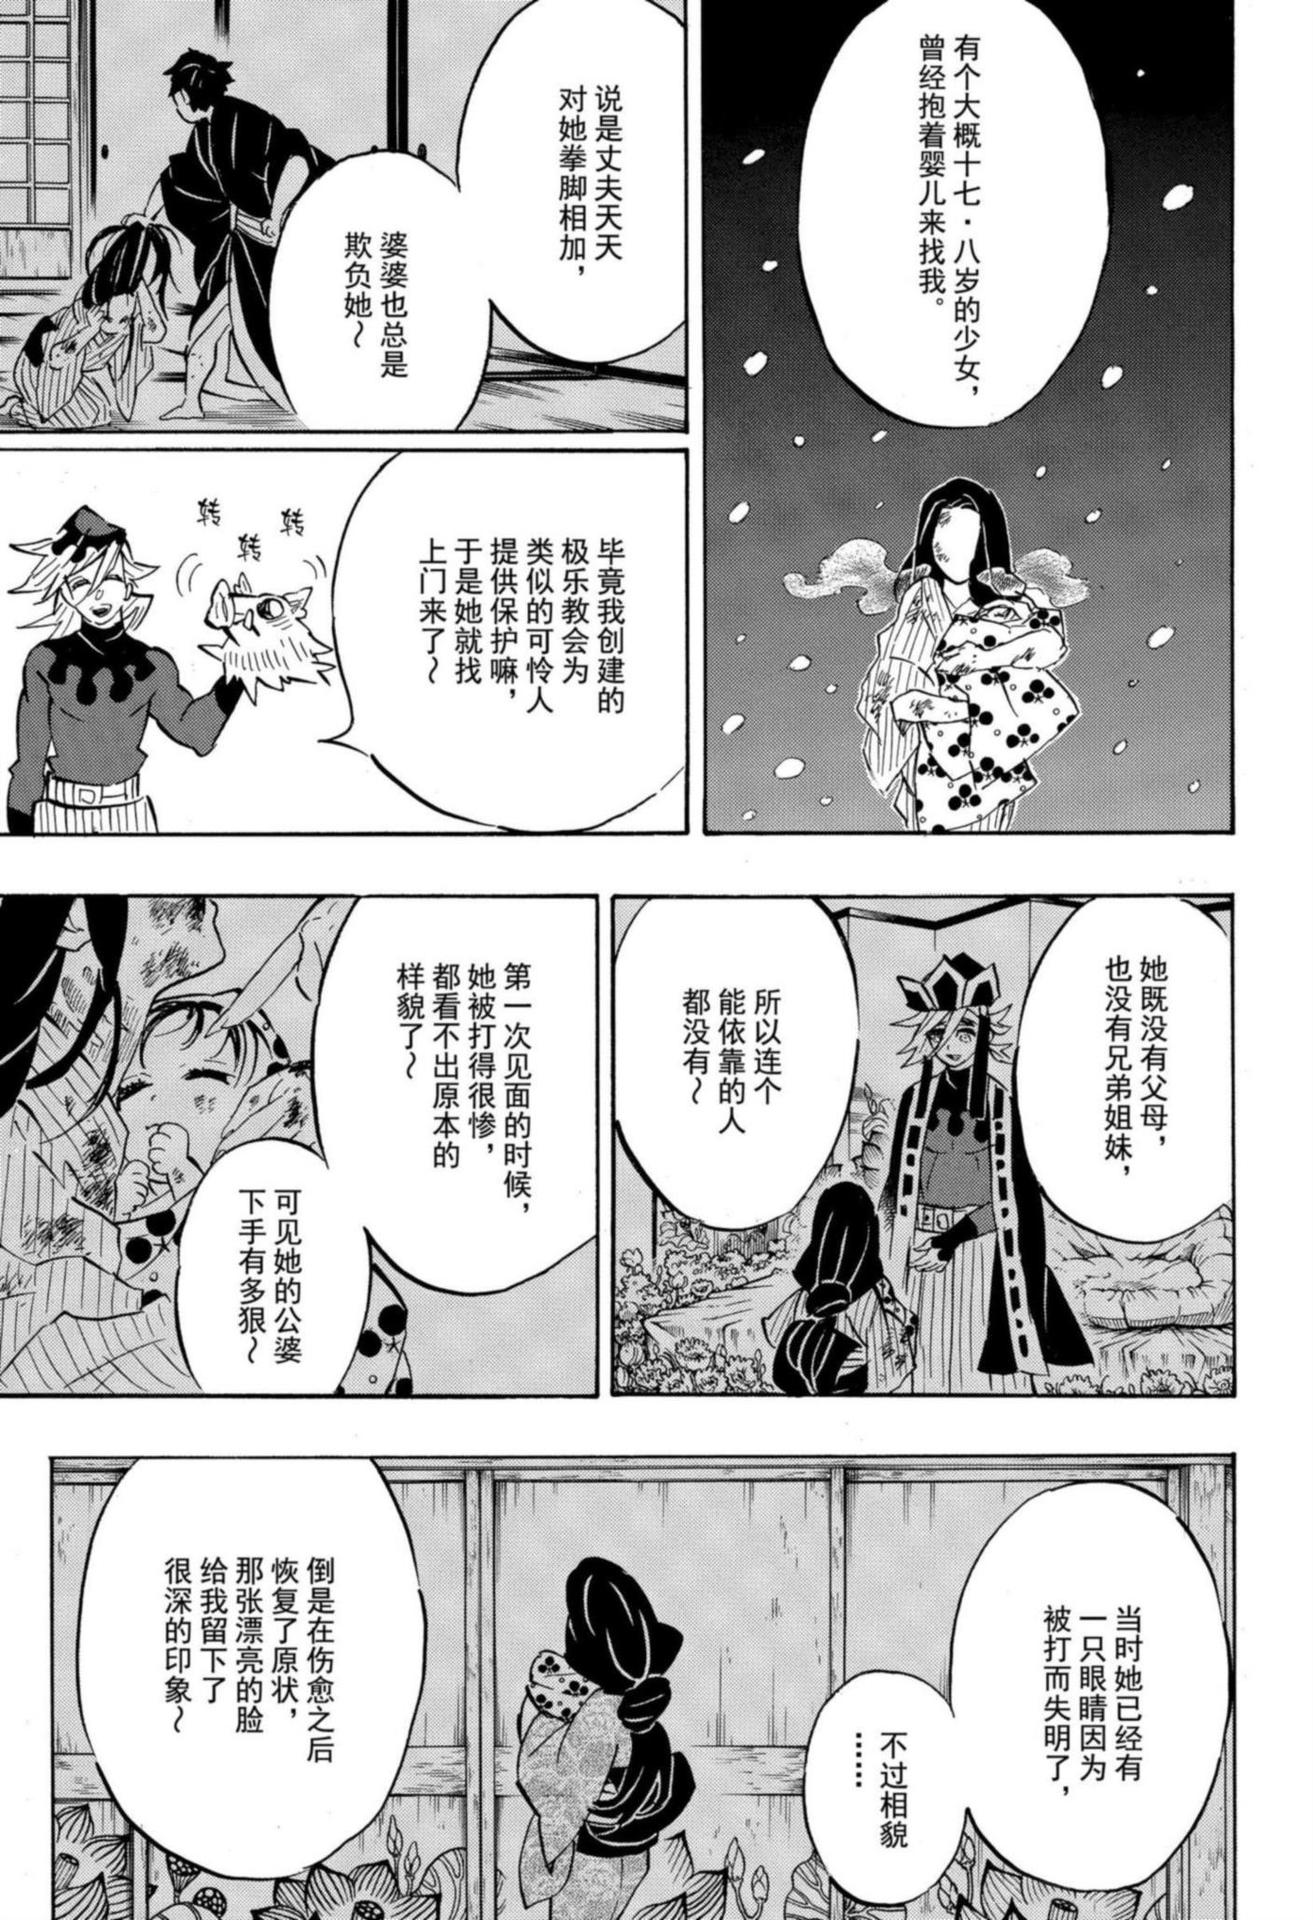 有个大概十七·八岁的少女，
曾经抱着婴儿来找我。
说是丈夫天天
对她拳脚相加，
婆婆也总是
欺负她～
毕竟我创建的
极乐教会为
类似的可怜人
提供保护嘛，
于是她就找
上门来了～
转
转
转
她既没有父母，
也没有兄弟姐妹，
所以连个
能依靠的人
都没有～
第一次见面的时候，
她被打得很惨，
都看不出原本的
样貌了～
可见她的公婆
下手有多狠～
当时她已经有
一只眼睛因为
被打而失明了，
不过相貌
……
倒是在伤愈之后
恢复了原状，
那张漂亮的脸
给我留下了
很深的印象～